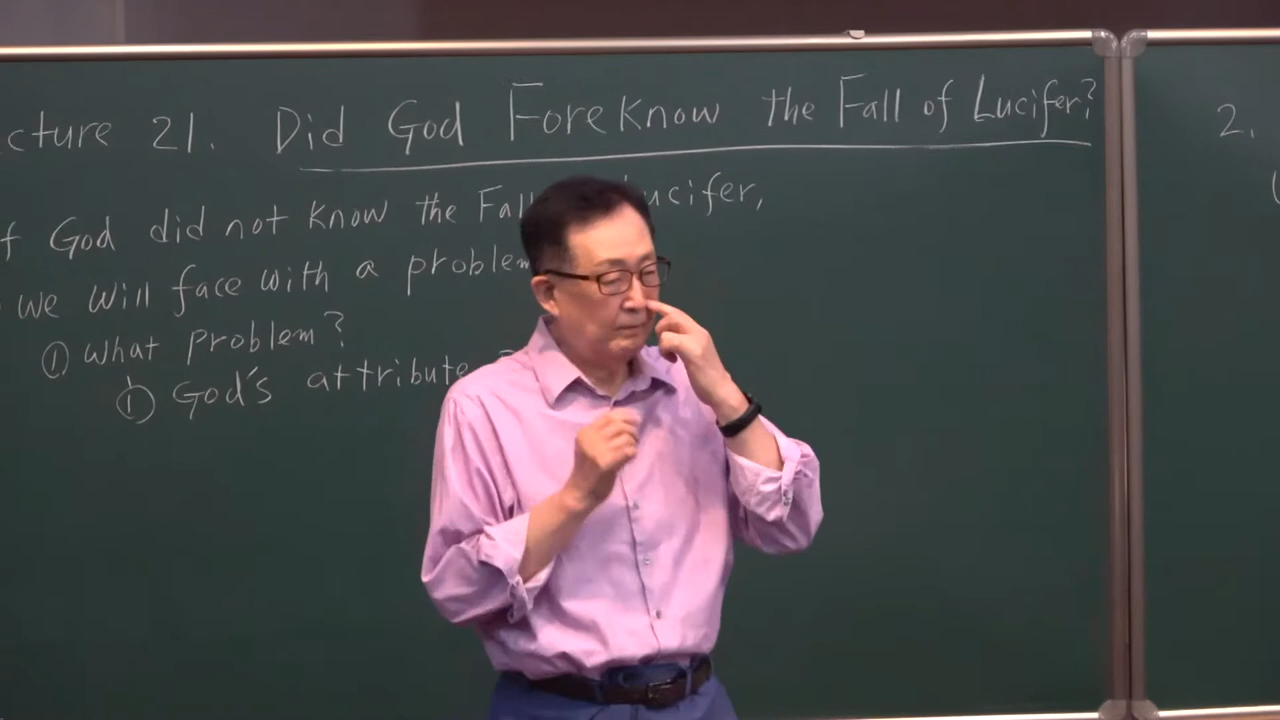 cture 21. Did God Foreknow the Fall of Lucifer?
f God did not know the Fall ucifer,
we will face with a problem
① what problem?
① God's attribute
2.